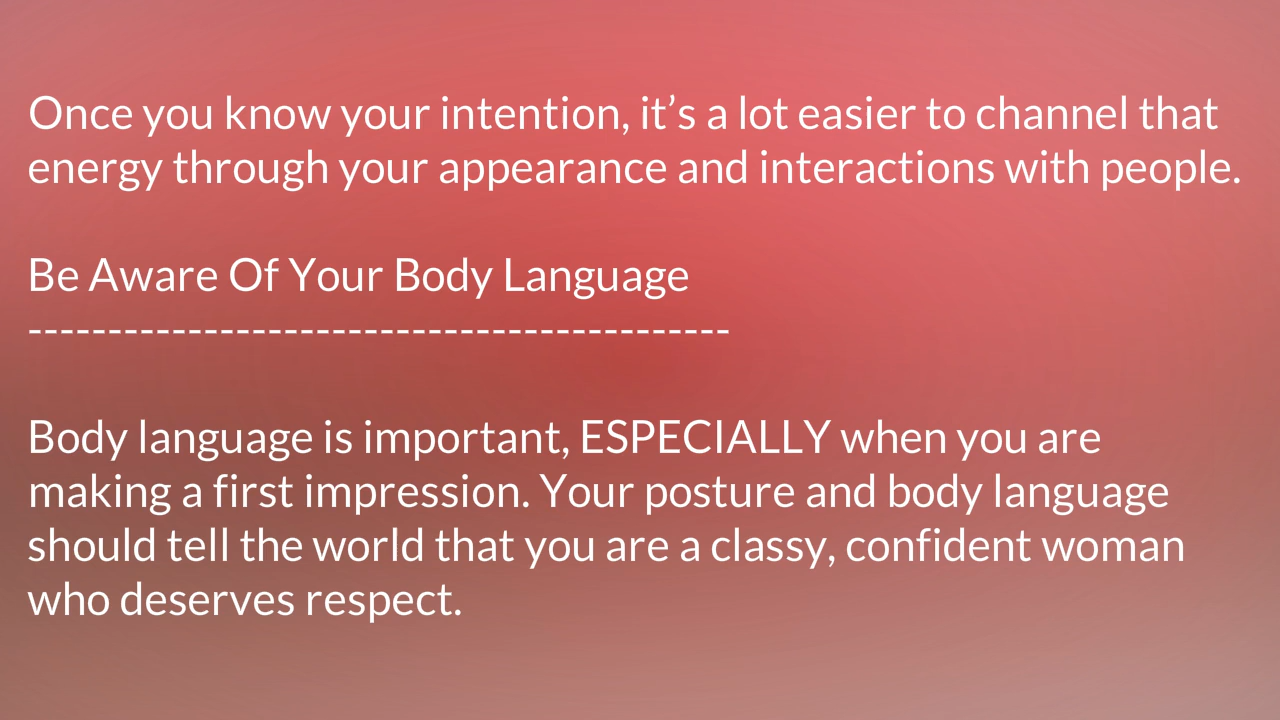 Once you know your intention, it’s a lot easier to channel that
energy through your appearance and interactions with people.
Be Aware Of Your Body Language
--------------------------------------------
Body language is important, ESPECIALLY when you are
making a first impression. Your posture and body language
should tell the world that you are a classy, confident woman
who deserves respect.